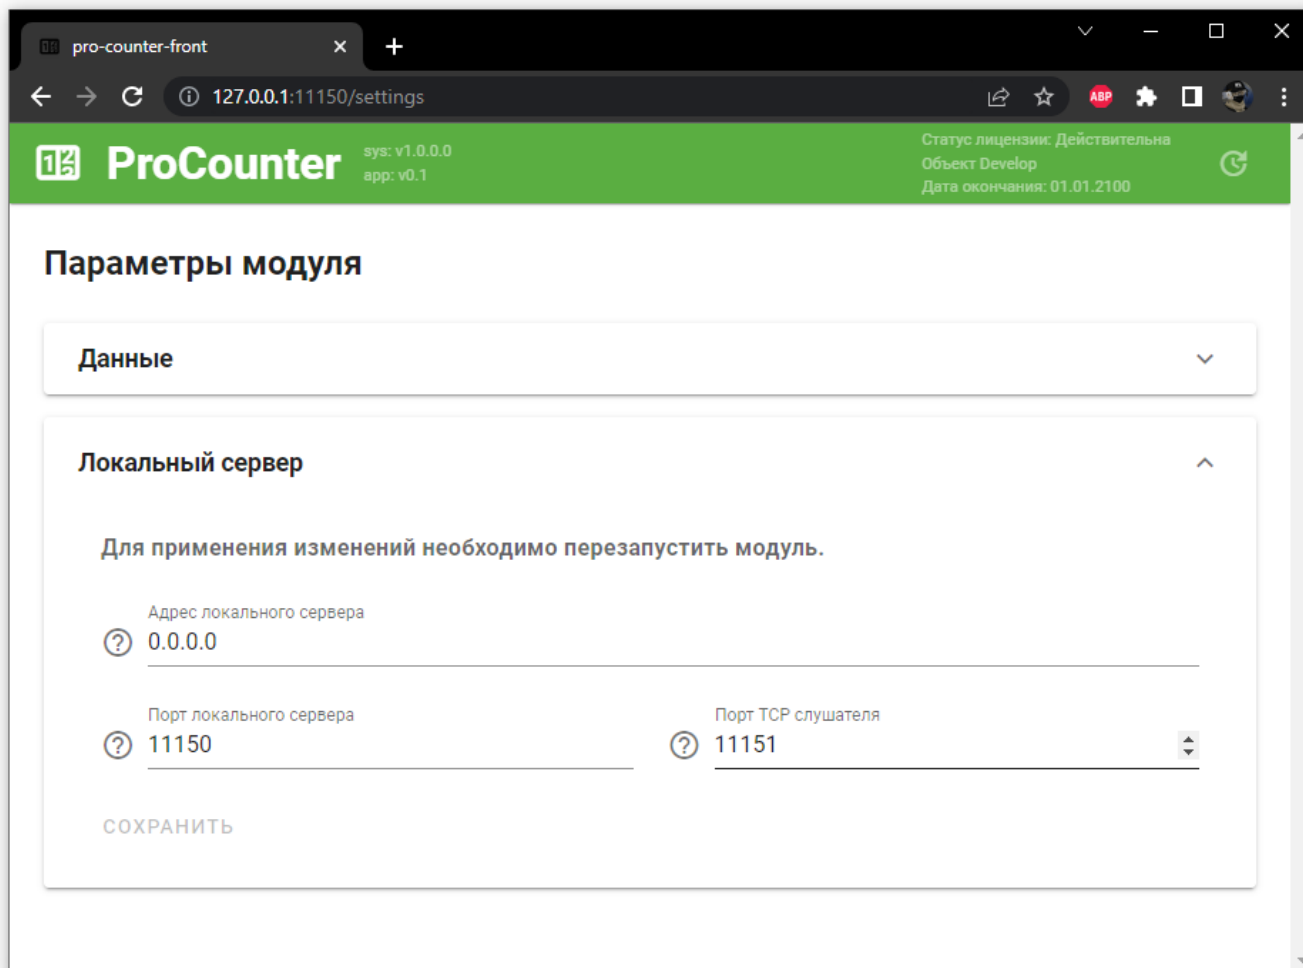 pro-counter-front
127.0.0.1:11150/settings
ABP
ProCounter
sys: v1.0.0.0
app: v0.1
Статус лицензии: Действительна
Объект Develop
Дата окончания: 01.01.2100
Параметры модуля
Данные
Локальный сервер
Для применения изменений необходимо перезапустить модуль.
Адрес локального сервера
0.0.0.0
Порт локального сервера
11150
Порт TCP слушателя
11151
СОХРАНИТЬ